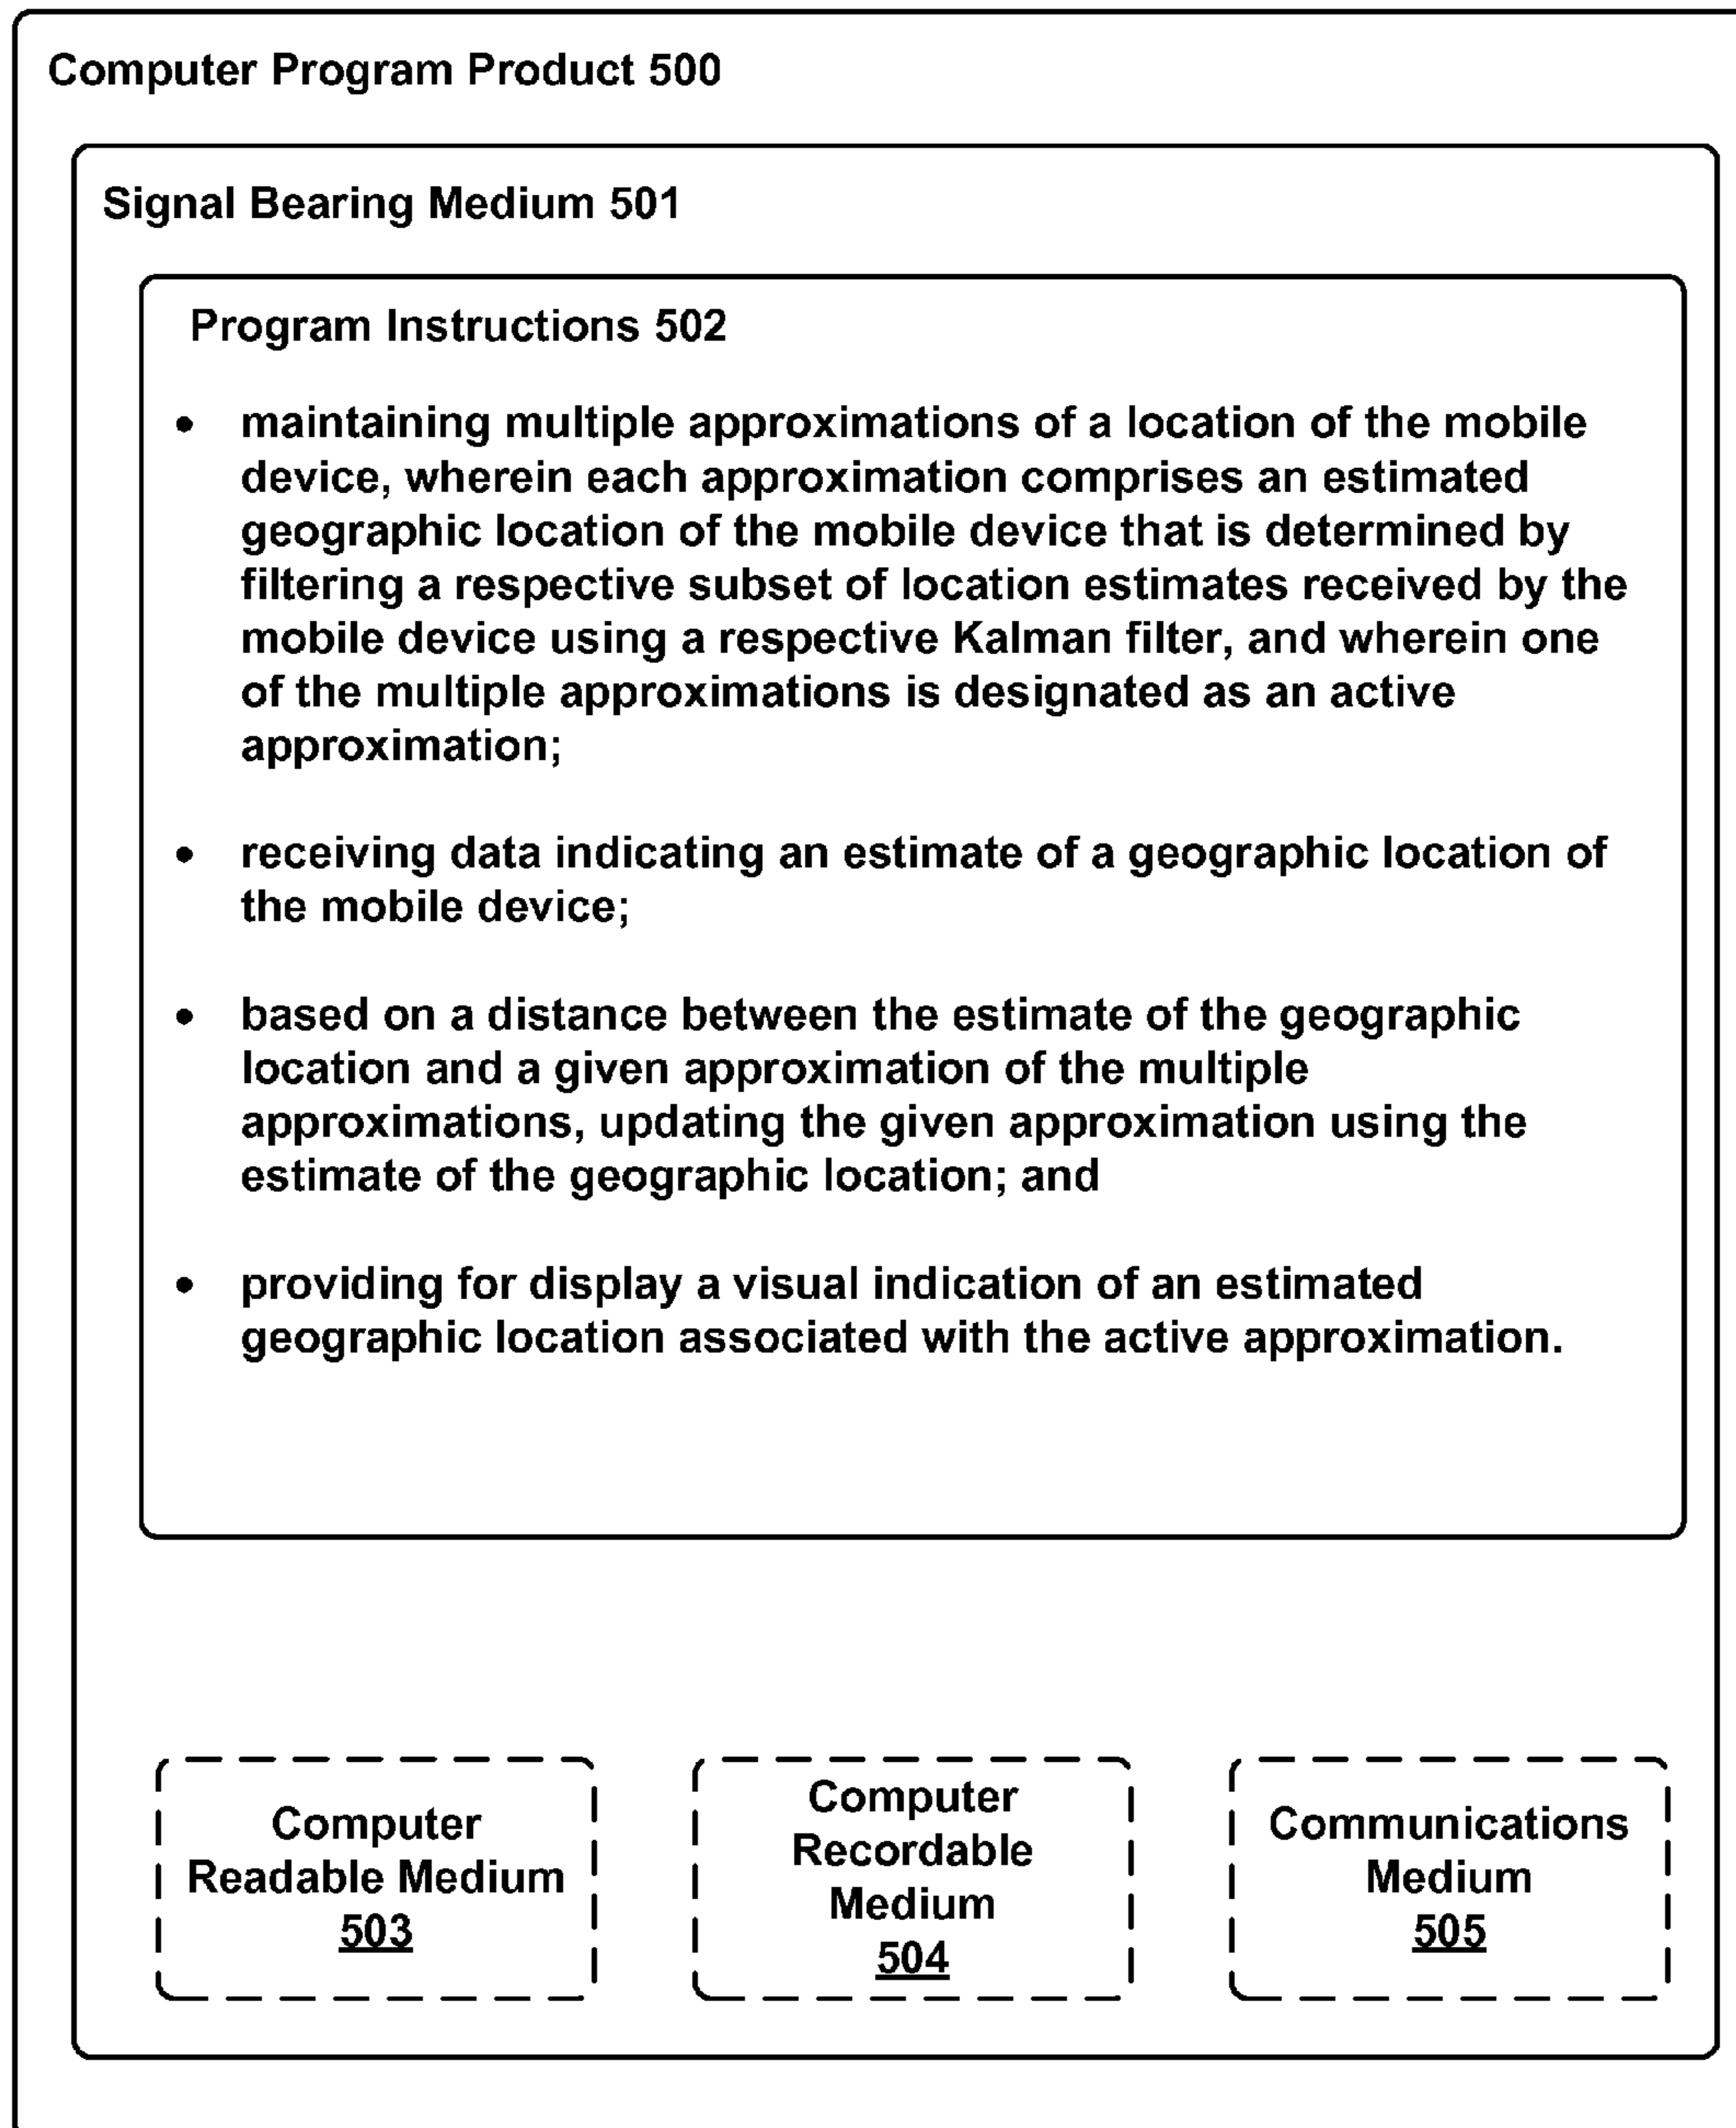 Computer Program Product 500
Signal Bearing Medium 501
Program Instructions 502
• maintaining multiple approximations of a location of the mobile
device, wherein each approximation comprises an estimated
geographic location of the mobile device that is determined by
filtering a respective subset of location estimates received by the
mobile device using a respective Kalman filter, and wherein one
of the multiple approximations is designated as an active
approximation;
• receiving data indicating an estimate of a geographic location of
the mobile device;
• based on a distance between the estimate of the geographic
location and a given approximation of the multiple
approximations, updating the given approximation using the
estimate of the geographic location; and
• providing for display a visual indication of an estimated
geographic location associated with the active approximation.
Computer
Readable Medium
503
Computer
Recordable
Medium
504
Communications
Medium
505